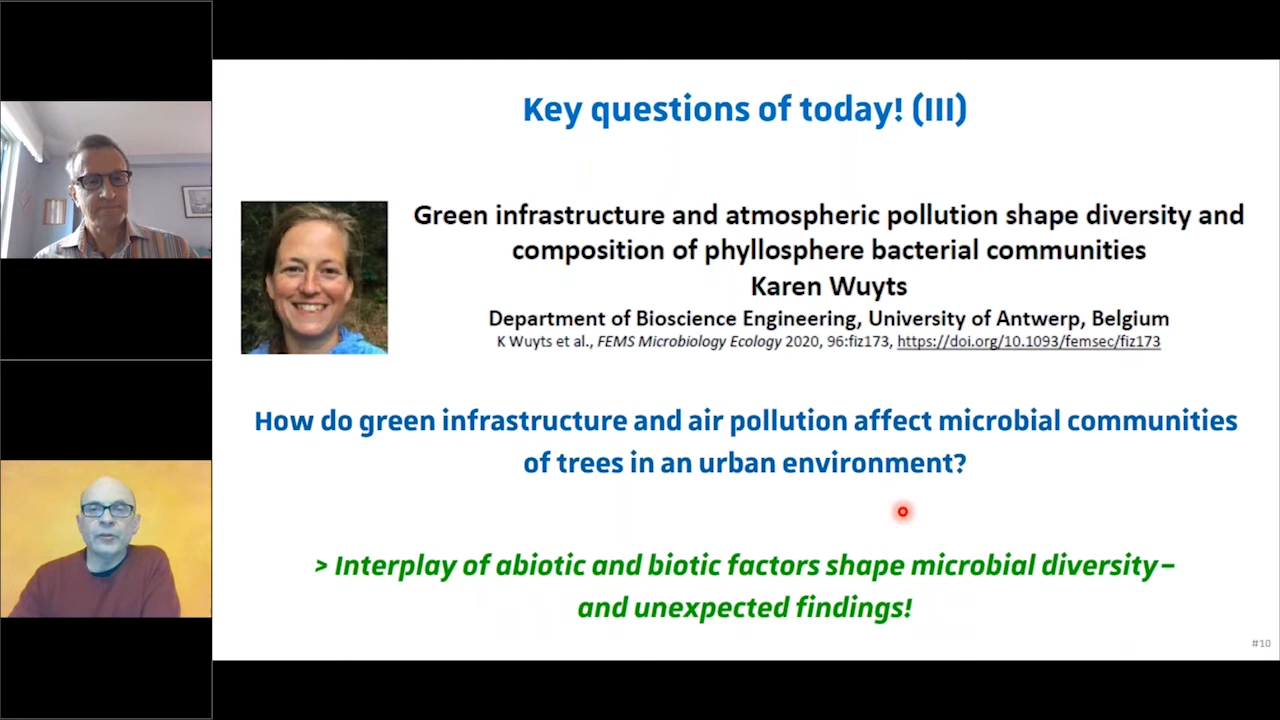 Key questions of today! (III)
Green infrastructure and atmospheric pollution shape diversity and
composition of phyllosphere bacterial communities
Karen Wuyts
Department of Bioscience Engineering, University of Antwerp, Belgium
K Wuyts et al., FEMS Microbiology Ecology 2020, 96:fiz173, https://doi.org/10.1093/femsec/fiz173
How do green infrastructure and air pollution affect microbial communities
of trees in an urban environment?
> Interplay of abiotic and biotic factors shape microbial diversity –
and unexpected findings!
#10